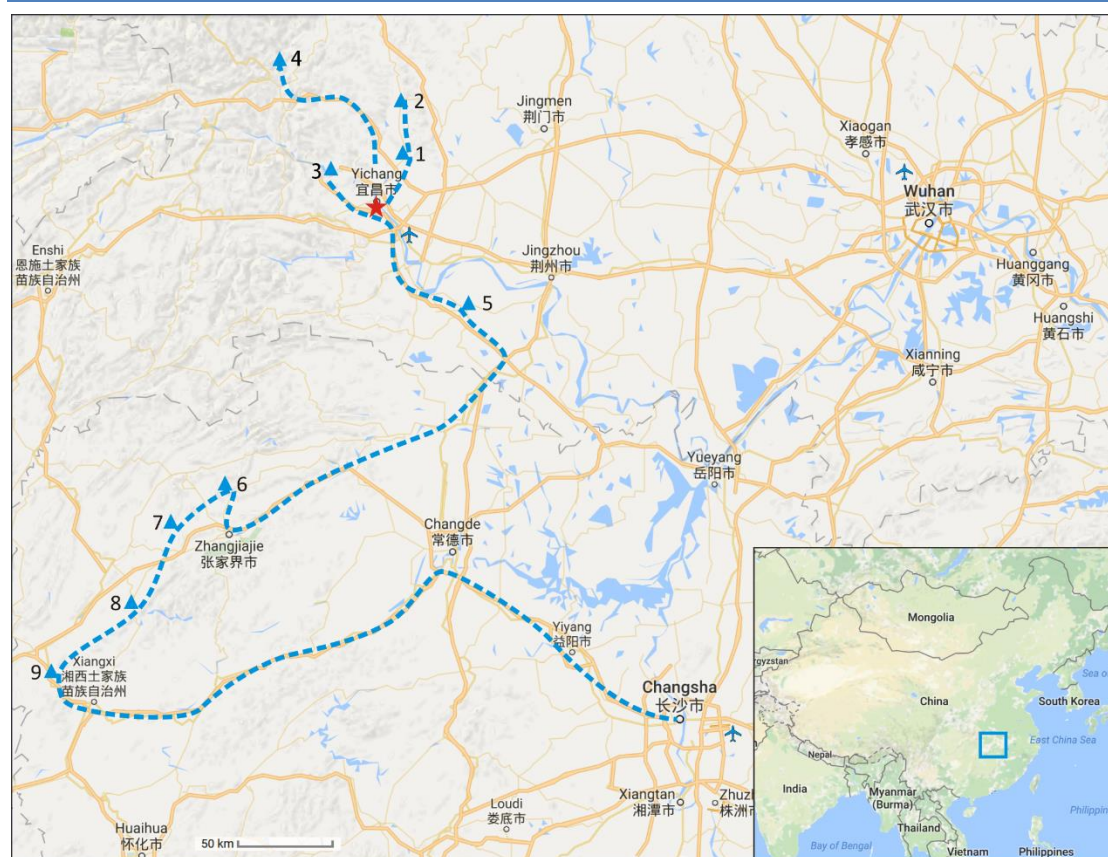 4
2
Jingmen
荆门市
Xiaogan
孝感市
1
3
Yichang
宜昌市
Wuhan
武汉市
Enshi
恩施土家族
苗族自治州
Jingzhou
荆州市
Huanggang
黄冈市
5
Huangshi
黄石市
Xianning
咸宁市
Yueyang
岳阳市
6
7
Changde
常德市
Zhangjiajie
张家界市
8
Yiyang
益阳市
9
Xiangxi
湘西土家族
苗族自治州
Changsha
长沙市
Xiangtan
湘潭市
Zhuzh
株洲市
Loudi
娄底市
Huaihua
怀化市
50 km
Mongolia
rgyzstan
Sea o
China
South Korea
East China Sea
Nepal
India
Myanmar
(Burma)
Philippin
Thailand
Bay of Bengal
Vietnam
Philippines